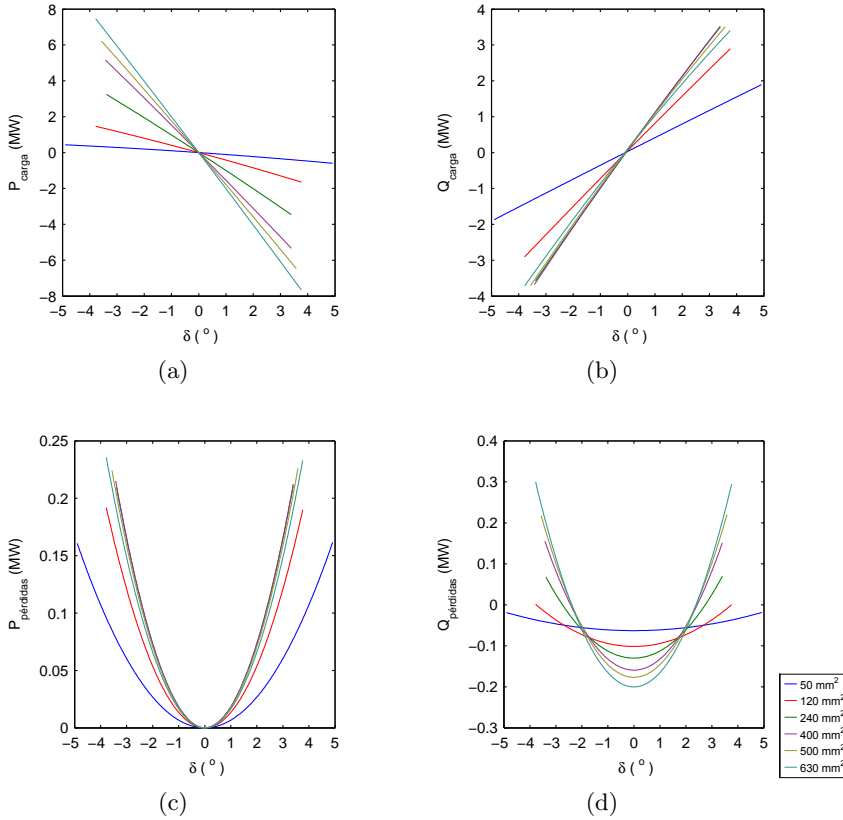 8
6
4
2
0
−2
−4
−6
−8
P_carga (MW)
−5 −4 −3 −2 −1 0 1 2 3 4 5
δ ( º )
(a)
4
3
2
1
0
−1
−2
−3
−4
Q_carga (MW)
−5 −4 −3 −2 −1 0 1 2 3 4 5
δ ( º )
(b)
0.25
0.2
0.15
0.1
0.05
0
P_pérdidas (MW)
−5 −4 −3 −2 −1 0 1 2 3 4 5
δ ( º )
(c)
0.4
0.3
0.2
0.1
0
−0.1
−0.2
−0.3
Q_pérdidas (MW)
−5 −4 −3 −2 −1 0 1 2 3 4 5
δ ( º )
(d)
50 mm²
120 mm²
240 mm²
400 mm²
500 mm²
630 mm²